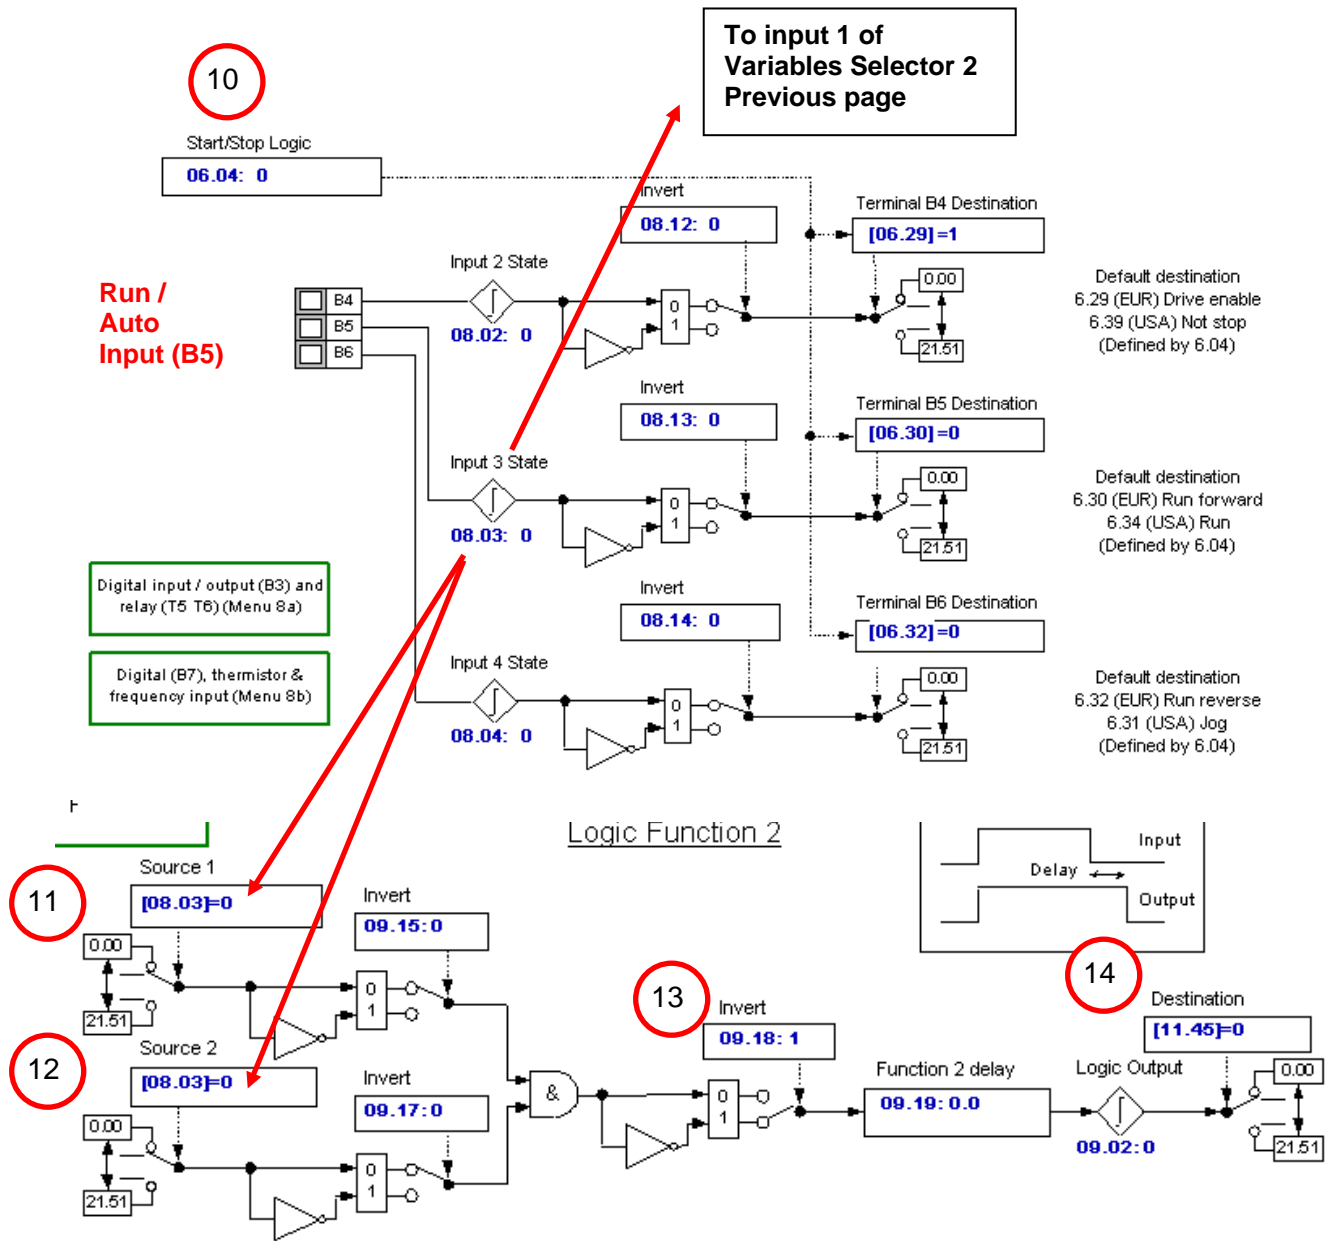 To input 1 of
Variables Selector 2
Previous page
10
Start/Stop Logic
06.04: 0
Invert
08.12: 0
Terminal B4 Destination
[06.29]=1
Input 2 State
08.02: 0
0
1
0.00
21.51
Default destination
6.29 (EUR) Drive enable
6.39 (USA) Not stop
(Defined by 6.04)
Run /
Auto
Input (B5)
B4
B5
B6
Invert
08.13: 0
Terminal B5 Destination
[06.30]=0
Input 3 State
08.03: 0
0
1
0.00
21.51
Default destination
6.30 (EUR) Run forward
6.34 (USA) Run
(Defined by 6.04)
Digital input / output (B3) and
relay (T5 T6) (Menu 8a)
Digital (B7), thermistor &
frequency input (Menu 8b)
Invert
08.14: 0
Terminal B6 Destination
[06.32]=0
Input 4 State
08.04: 0
0
1
0.00
21.51
Default destination
6.32 (EUR) Run reverse
6.31 (USA) Jog
(Defined by 6.04)
Logic Function 2
Input
Delay
Output
11
Source 1
[08.03]=0
0.00
21.51
Invert
09.15:0
0
1
12
Source 2
[08.03]=0
0.00
21.51
Invert
09.17:0
0
1
&
13
Invert
09.18: 1
0
1
Function 2 delay
09.19: 0.0
Logic Output
09.02:0
14
Destination
[11.45]=0
0.00
21.51